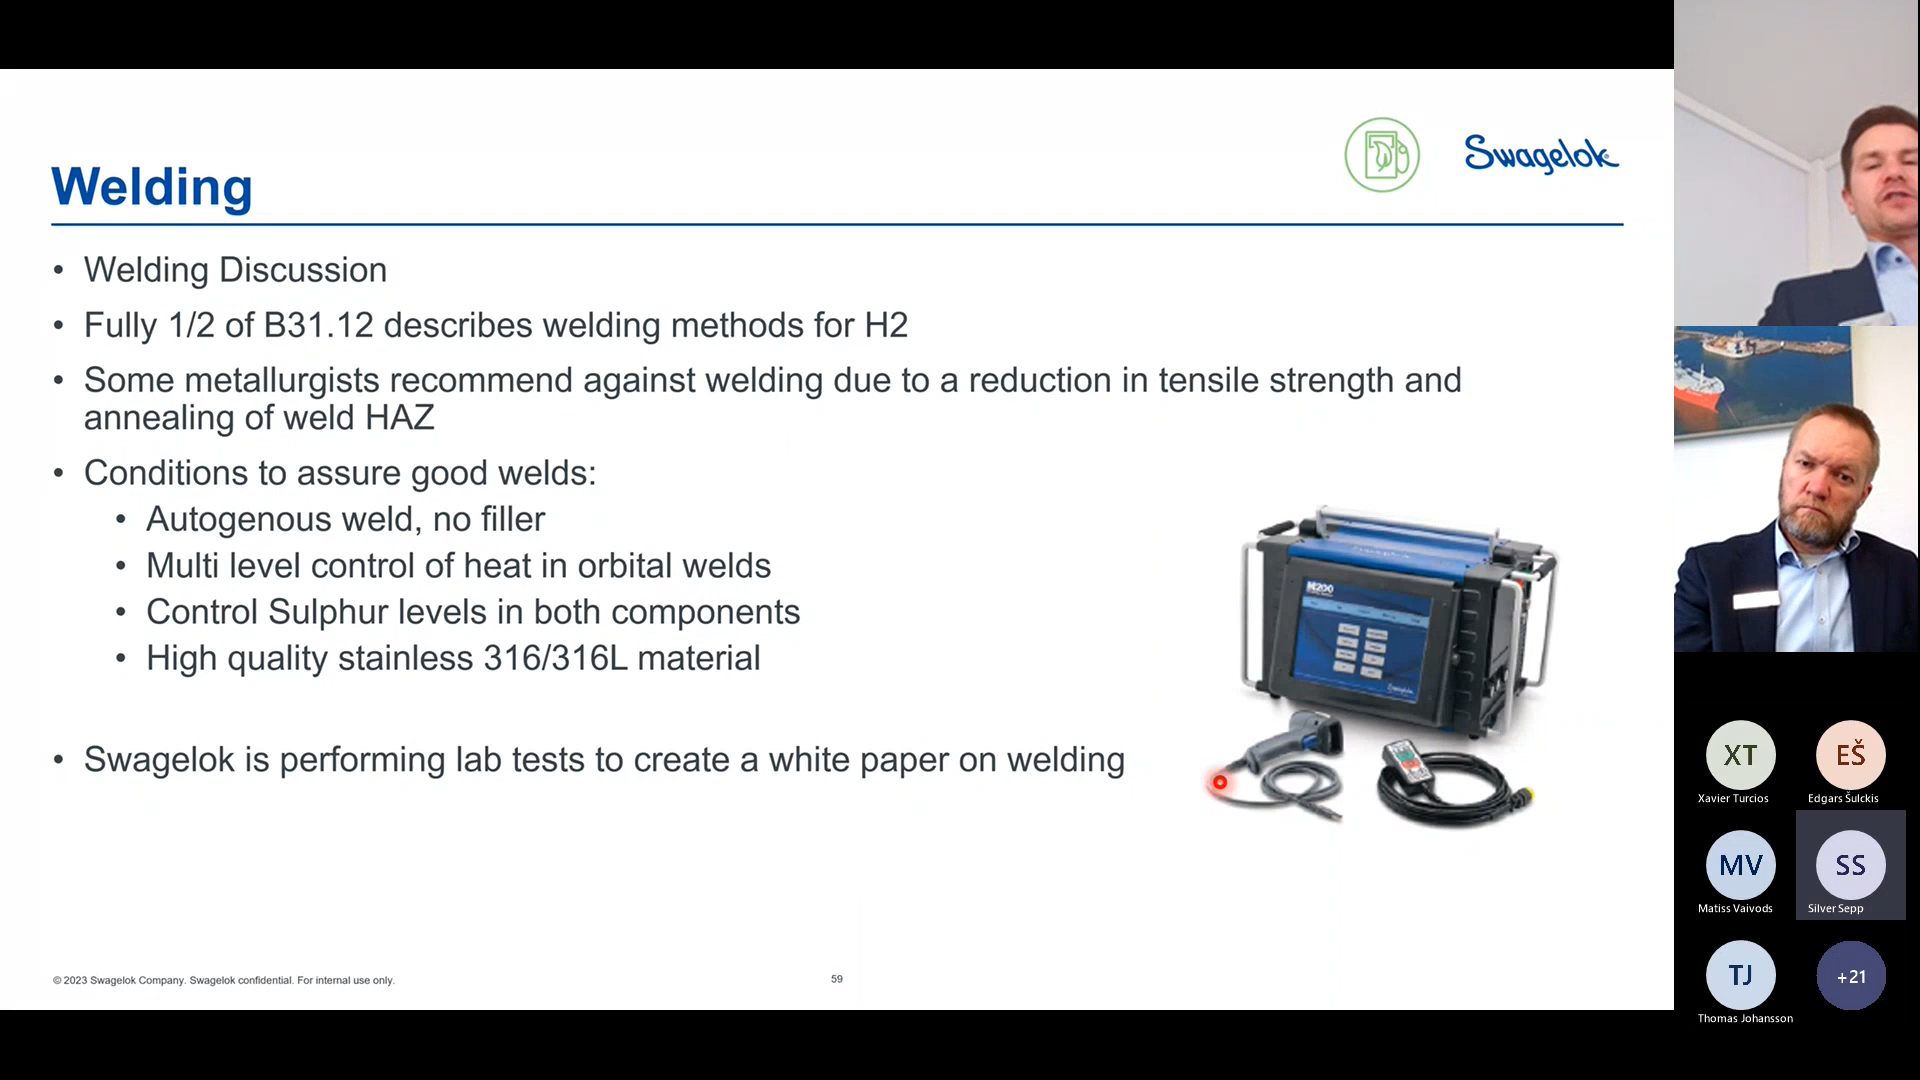 Swagelok
Welding
• Welding Discussion
• Fully 1/2 of B31.12 describes welding methods for H2
• Some metallurgists recommend against welding due to a reduction in tensile strength and
annealing of weld HAZ
• Conditions to assure good welds:
• Autogenous weld, no filler
• Multi level control of heat in orbital welds
• Control Sulphur levels in both components
• High quality stainless 316/316L material
• Swagelok is performing lab tests to create a white paper on welding
M200
Swagelok
© 2023 Swagelok Company. Swagelok confidential. For internal use only.
59
XT
Xavier Turcios
EŠ
Edgars Šulckis
MV
Matiss Vaivods
SS
Silver Sepp
TJ
Thomas Johansson
+21